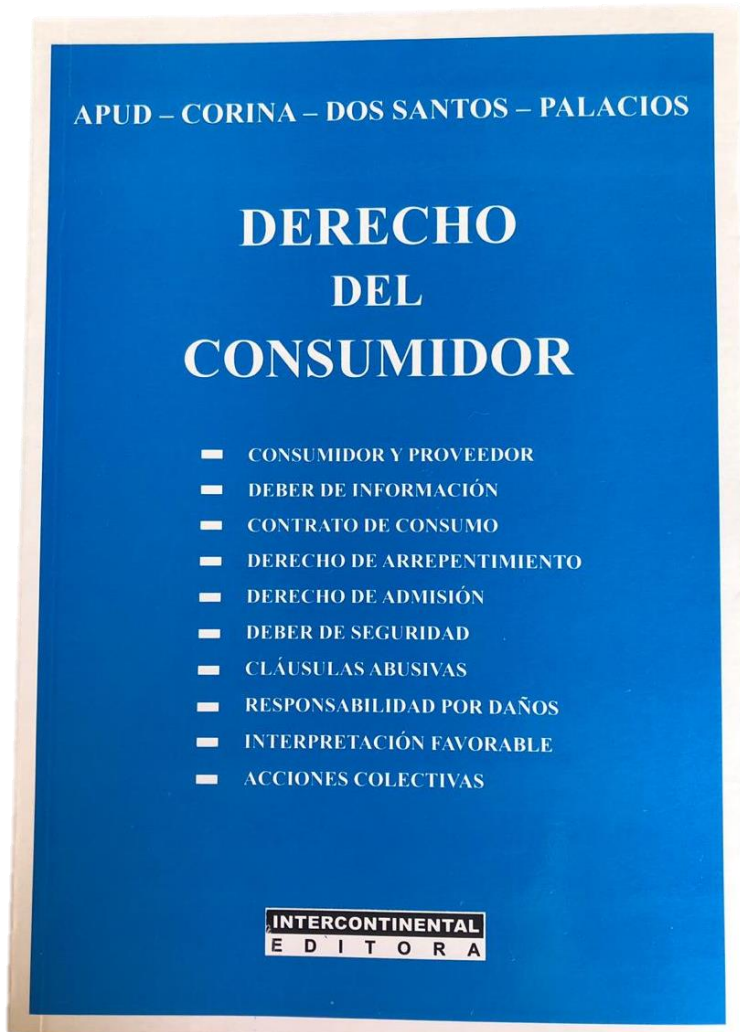 APUD – CORINA – DOS SANTOS – PALACIOS
DERECHO
DEL
CONSUMIDOR
CONSUMIDOR Y PROVEEDOR
DEBER DE INFORMACIÓN
CONTRATO DE CONSUMO
DERECHO DE ARREPENTIMIENTO
DERECHO DE ADMISIÓN
DEBER DE SEGURIDAD
CLÁUSULAS ABUSIVAS
RESPONSABILIDAD POR DAÑOS
INTERPRETACIÓN FAVORABLE
ACCIONES COLECTIVAS
INTERCONTINENTAL
EDITORA